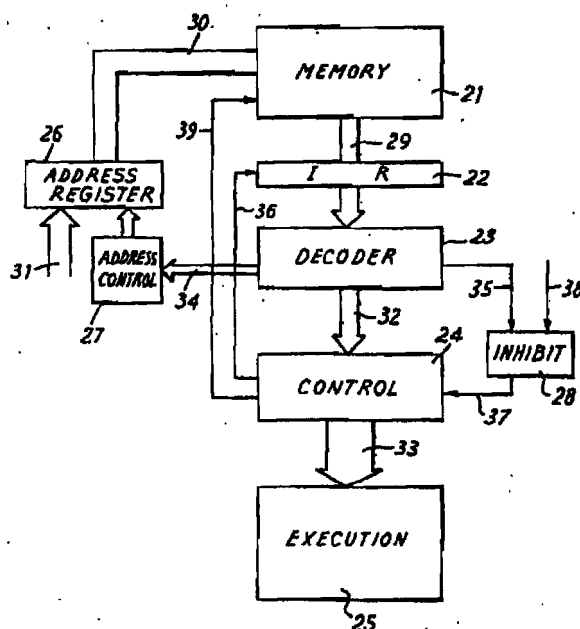 30
MEMORY
21
39
29
26
ADDRESS
REGISTER
I R
22
36
31
ADDRESS
CONTROL
27
34
DECODER
23
35
38
32
24
INHIBIT
28
CONTROL
37
33
EXECUTION
25